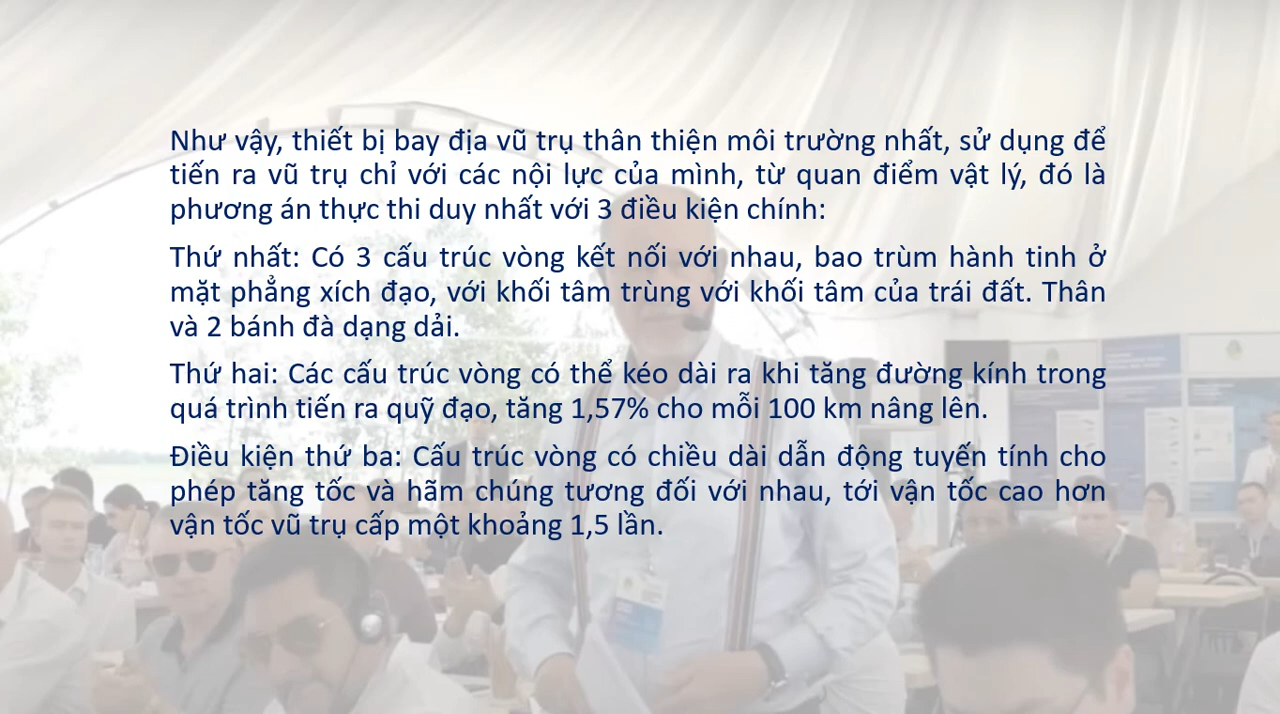 Như vậy, thiết bị bay địa vũ trụ thân thiện môi trường nhất, sử dụng để
tiến ra vũ trụ chỉ với các nội lực của mình, từ quan điểm vật lý, đó là
phương án thực thi duy nhất với 3 điều kiện chính:
Thứ nhất: Có 3 cấu trúc vòng kết nối với nhau, bao trùm hành tinh ở
mặt phẳng xích đạo, với khối tâm trùng với khối tâm của trái đất. Thân
và 2 bánh đà dạng dải.
Thứ hai: Các cấu trúc vòng có thể kéo dài ra khi tăng đường kính trong
quá trình tiến ra quỹ đạo, tăng 1,57% cho mỗi 100 km nâng lên.
Điều kiện thứ ba: Cấu trúc vòng có chiều dài dẫn động tuyến tính cho
phép tăng tốc và hãm chúng tương đối với nhau, tới vận tốc cao hơn
vận tốc vũ trụ cấp một khoảng 1,5 lần.